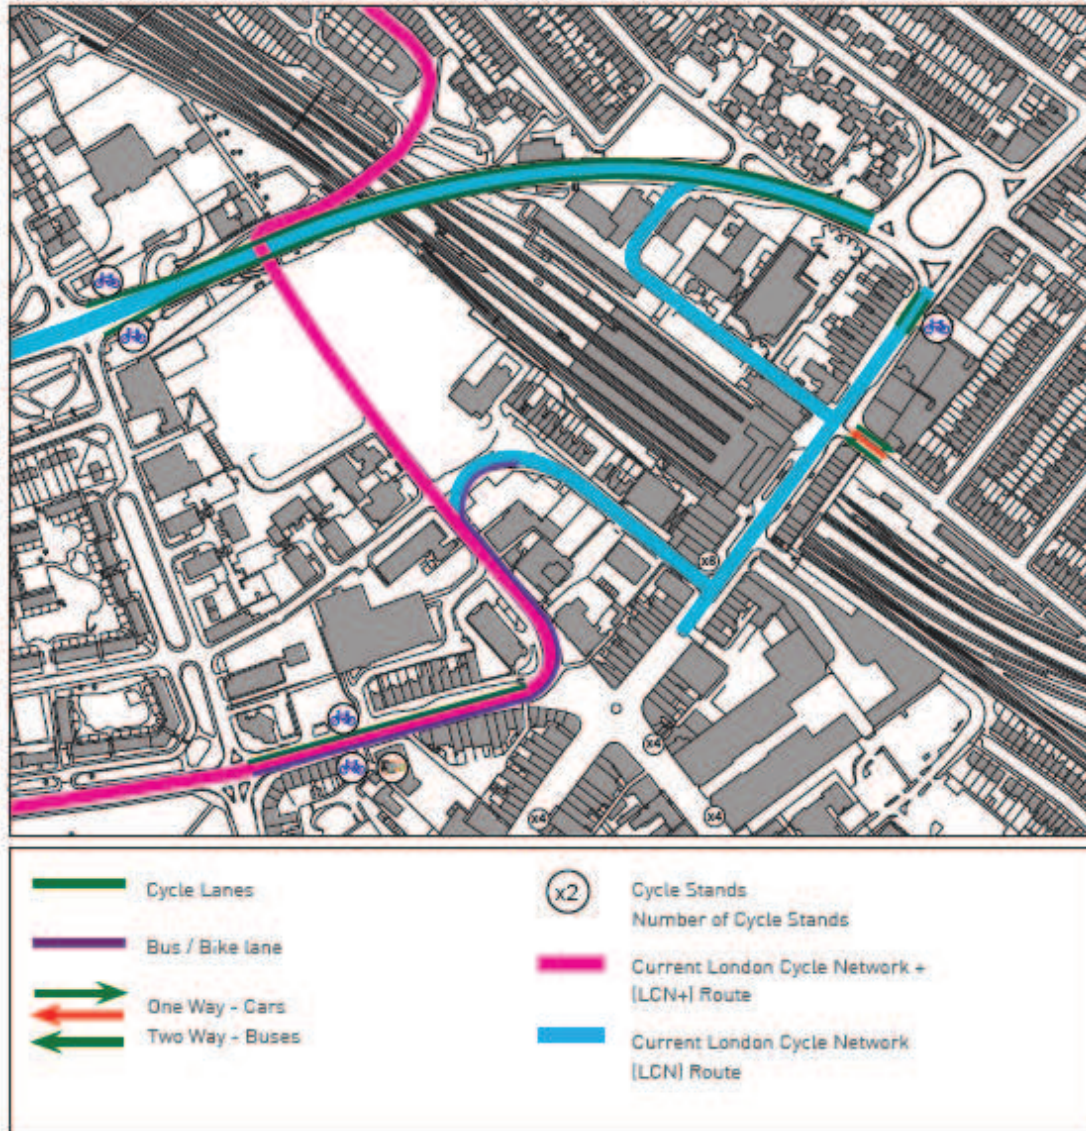 x6
x4
x4
x4
Cycle Lanes
Bus / Bike lane
One Way - Cars
Two Way - Buses
x2
Cycle Stands
Number of Cycle Stands
Current London Cycle Network +
(LCN+) Route
Current London Cycle Network
(LCN) Route